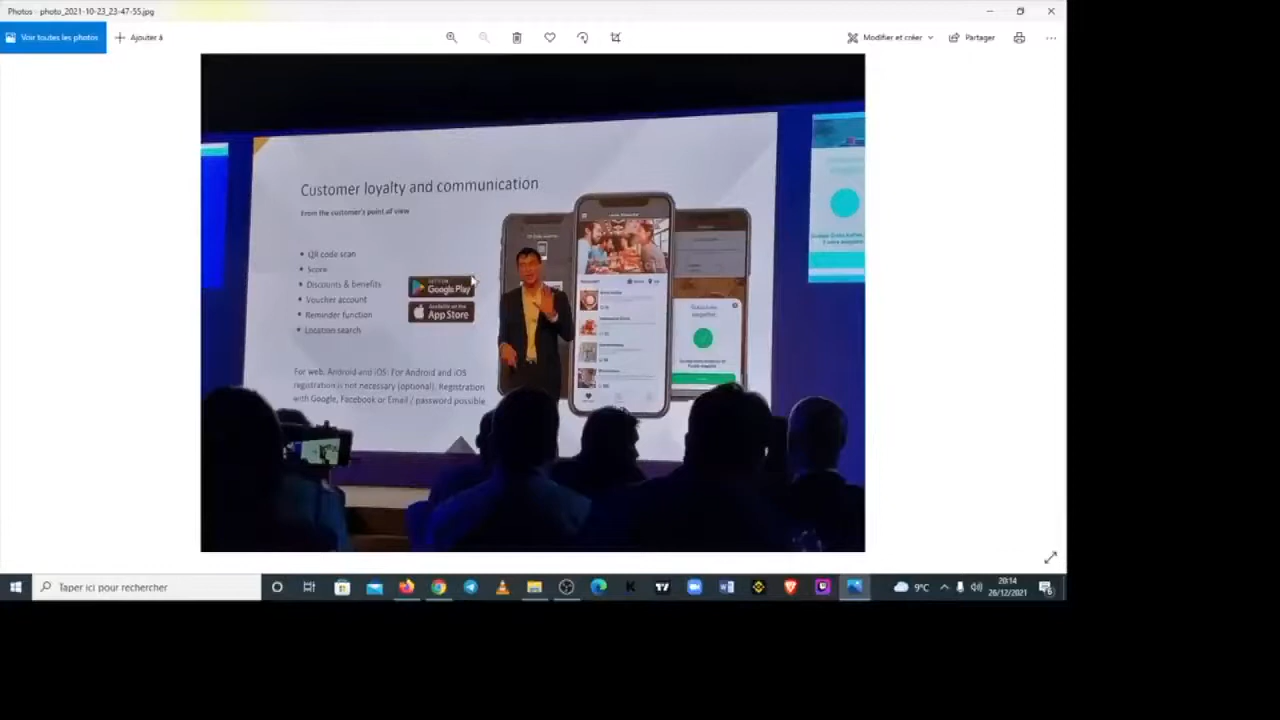 Photos - photo_2021-10-23_23-47-55.jpg
Voir toutes les photos
Ajouter à
Modifier et créer
Partager
Customer loyalty and communication
From the customer's point of view
• QR code scan
• Score
• Discounts & benefits
• Voucher account
• Reminder function
• Location search
GET IT ON
Google Play
Available on the
App Store
For web, Android and iOS: For Android and iOS
registration is not necessary (optional). Registration
with Google, Facebook or Email / password possible
Taper ici pour rechercher
9°C
20:14
26/12/2021